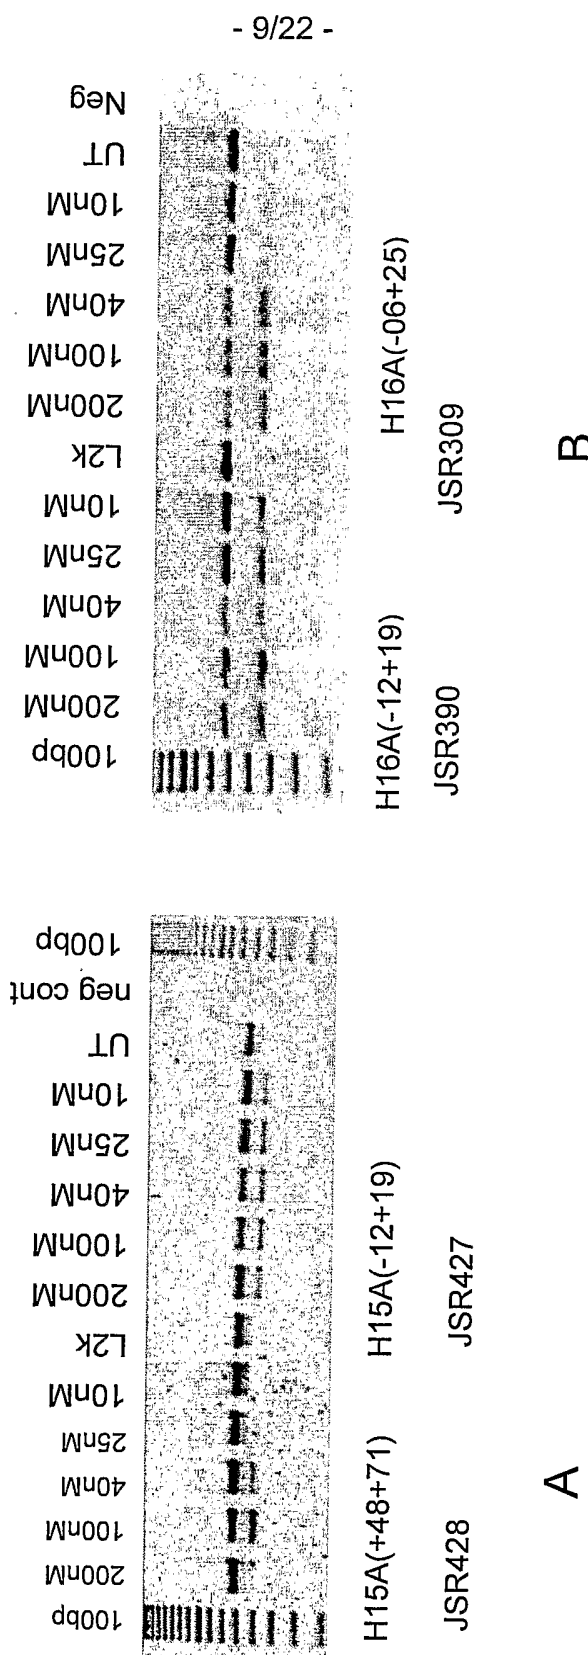 - 9/22 -
100bp
200nM
100nM
40nM
25nM
10nM
L2k
200nM
100nM
40nM
25nM
10nM
UT
Neg
H16A(-12+19)
H16A(-06+25)
JSR390
JSR309
B
100bp
200nM
100nM
40nM
25nM
10nM
L2k
200nM
100nM
40nM
25nM
10nM
UT
neg cont
100bp
H15A(+48+71)
H15A(-12+19)
JSR428
JSR427
A